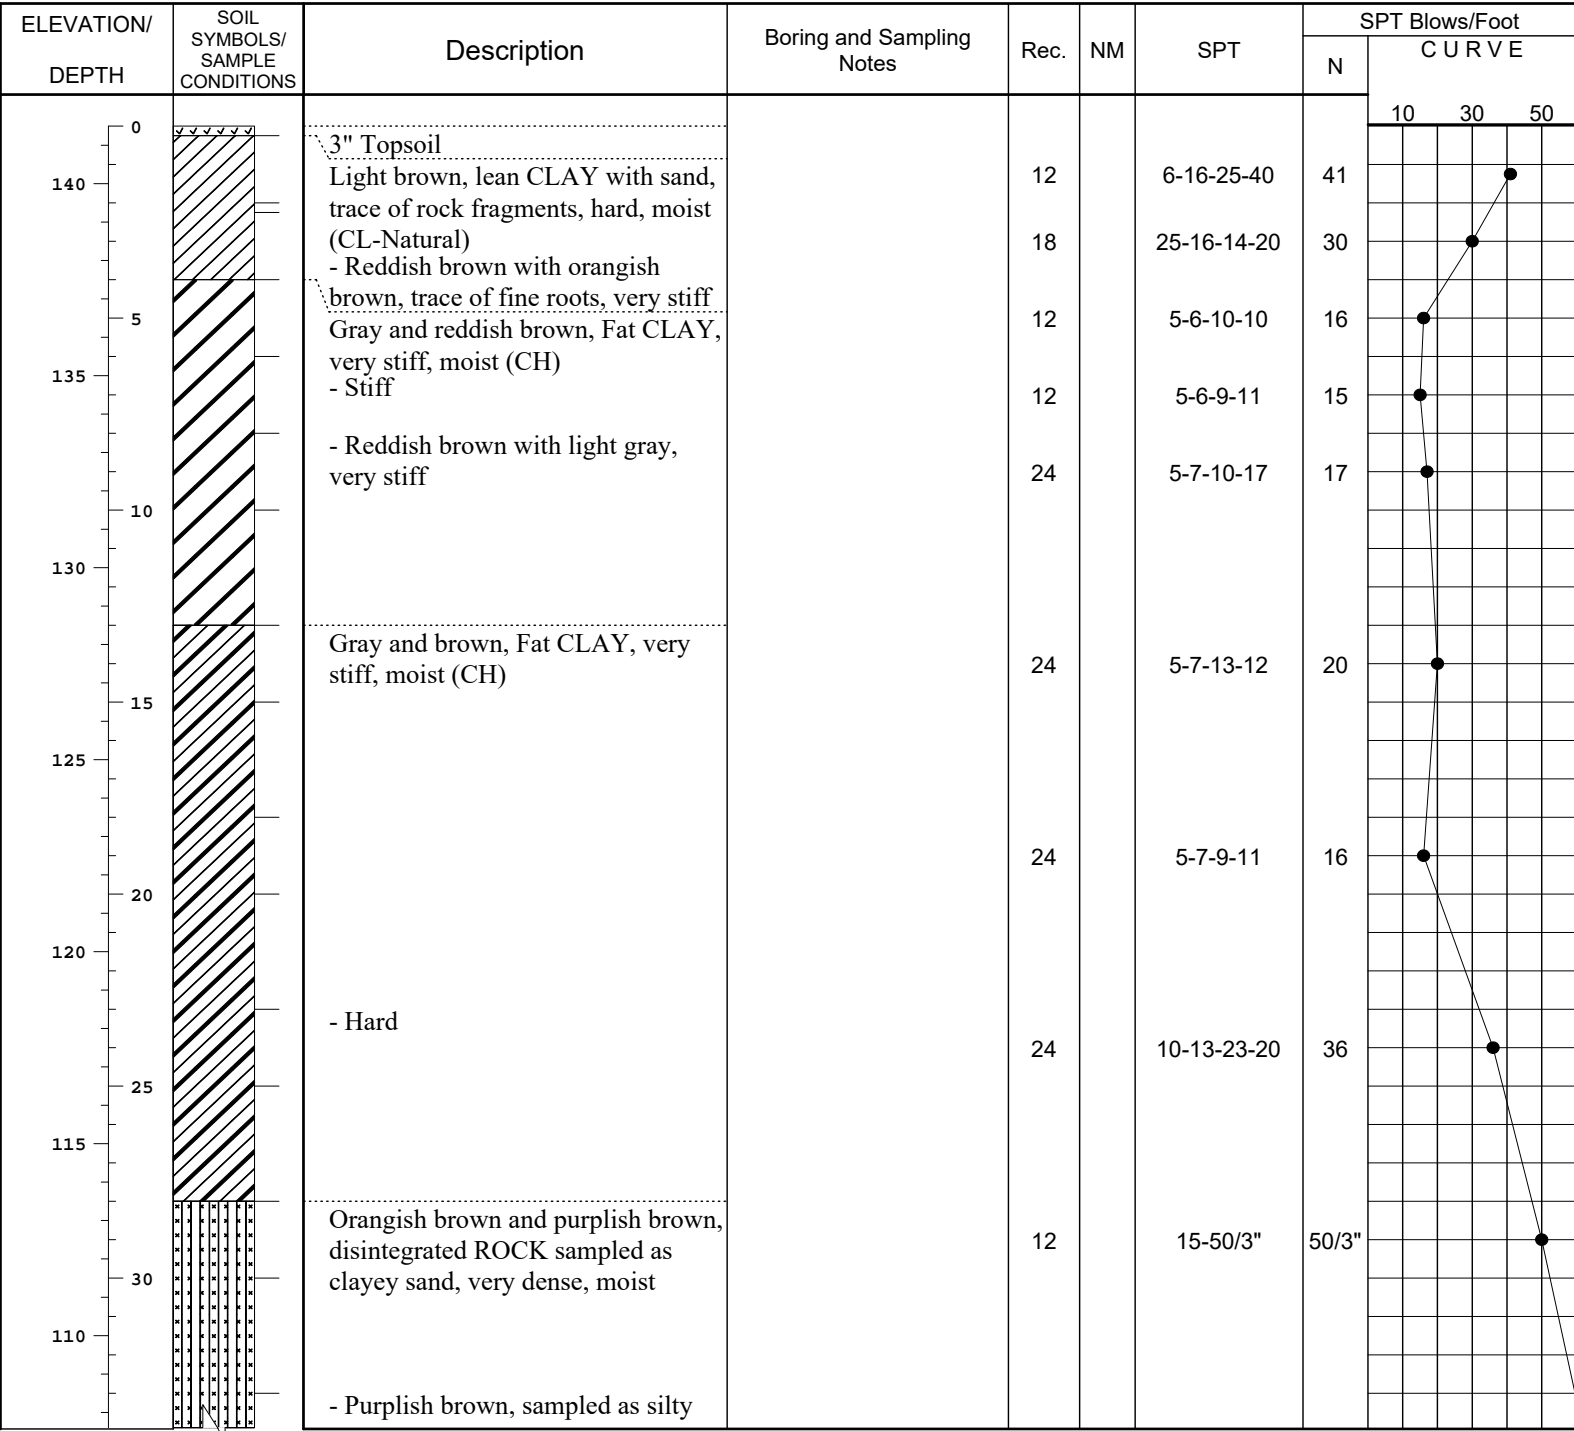 ELEVATION/
DEPTH
SOIL
SYMBOLS/
SAMPLE
CONDITIONS
Description
Boring and Sampling
Notes
Rec.
NM
SPT
SPT Blows/Foot
N
C U R V E
10 30 50
0
3" Topsoil
Light brown, lean CLAY with sand,
140
12 6-16-25-40 41
trace of rock fragments, hard, moist
(CL-Natural)
18 25-16-14-20 30
- Reddish brown with orangish
brown, trace of fine roots, very stiff
5
12 5-6-10-10 16
Gray and reddish brown, Fat CLAY,
very stiff, moist (CH)
135
- Stiff
12 5-6-9-11 15
- Reddish brown with light gray,
very stiff
24 5-7-10-17 17
10
130
Gray and brown, Fat CLAY, very
stiff, moist (CH)
24 5-7-13-12 20
15
125
24 5-7-9-11 16
20
120
- Hard
24 10-13-23-20 36
25
115
Orangish brown and purplish brown,
disintegrated ROCK sampled as
12 15-50/3" 50/3"
clayey sand, very dense, moist
30
110
- Purplish brown, sampled as silty